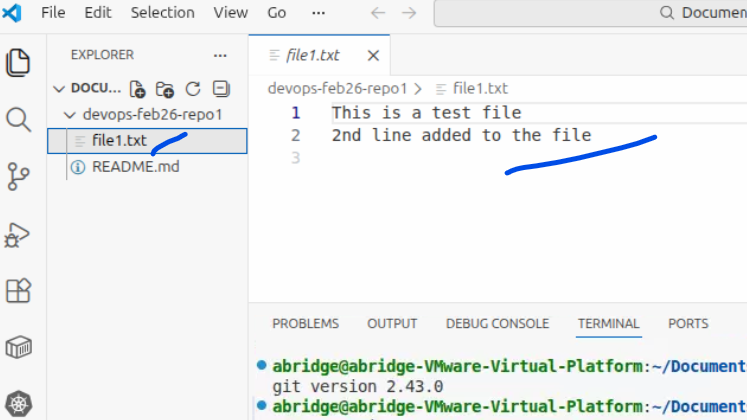 File Edit Selection View Go ··· Documen
EXPLORER ···
file1.txt
DOCU...
devops-feb26-repo1 > file1.txt
devops-feb26-repo1
1 This is a test file
file1.txt
2 2nd line added to the file
3
README.md
PROBLEMS OUTPUT DEBUG CONSOLE TERMINAL PORTS
abridge@abridge-VMware-Virtual-Platform:~/Document
git version 2.43.0
abridge@abridge-VMware-Virtual-Platform:~/Document